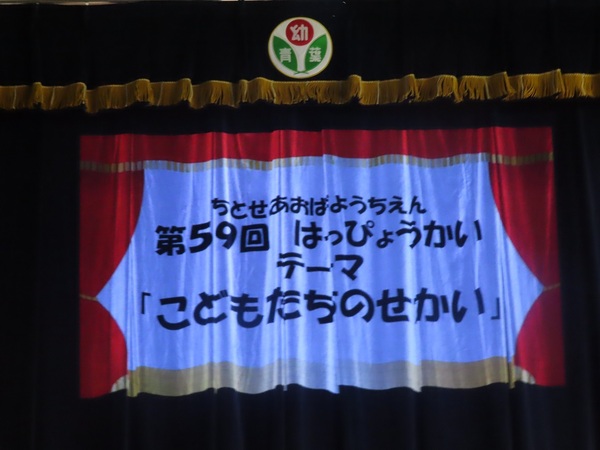 幼
青葉
ちとせあおばようちえん
第59回 はっぴょうかい
テーマ
「こどもたちのせかい」